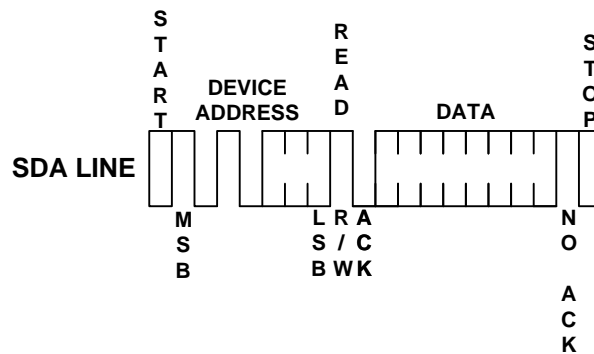 START
DEVICE
ADDRESS
READ
DATA
STOP
SDA LINE
MSB
LSB
R/W
ACK
NO ACK